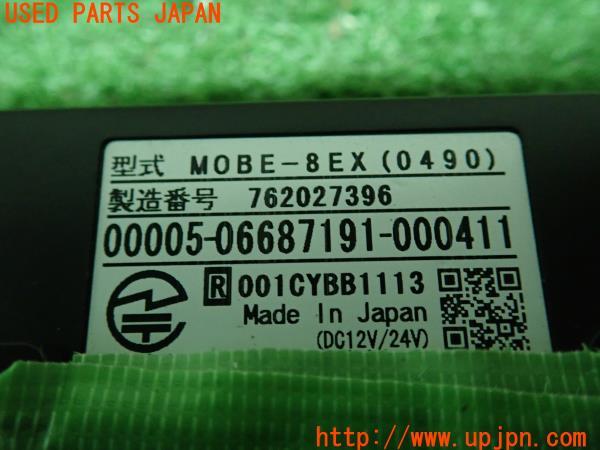 USED PARTS JAPAN
型式 MOBE-8EX(0490)
製造番号 762027396
00005-06687191-000411
R 001CYBB1113
Made In Japan
(DC12V/24V)
http://www.upjpn.com/